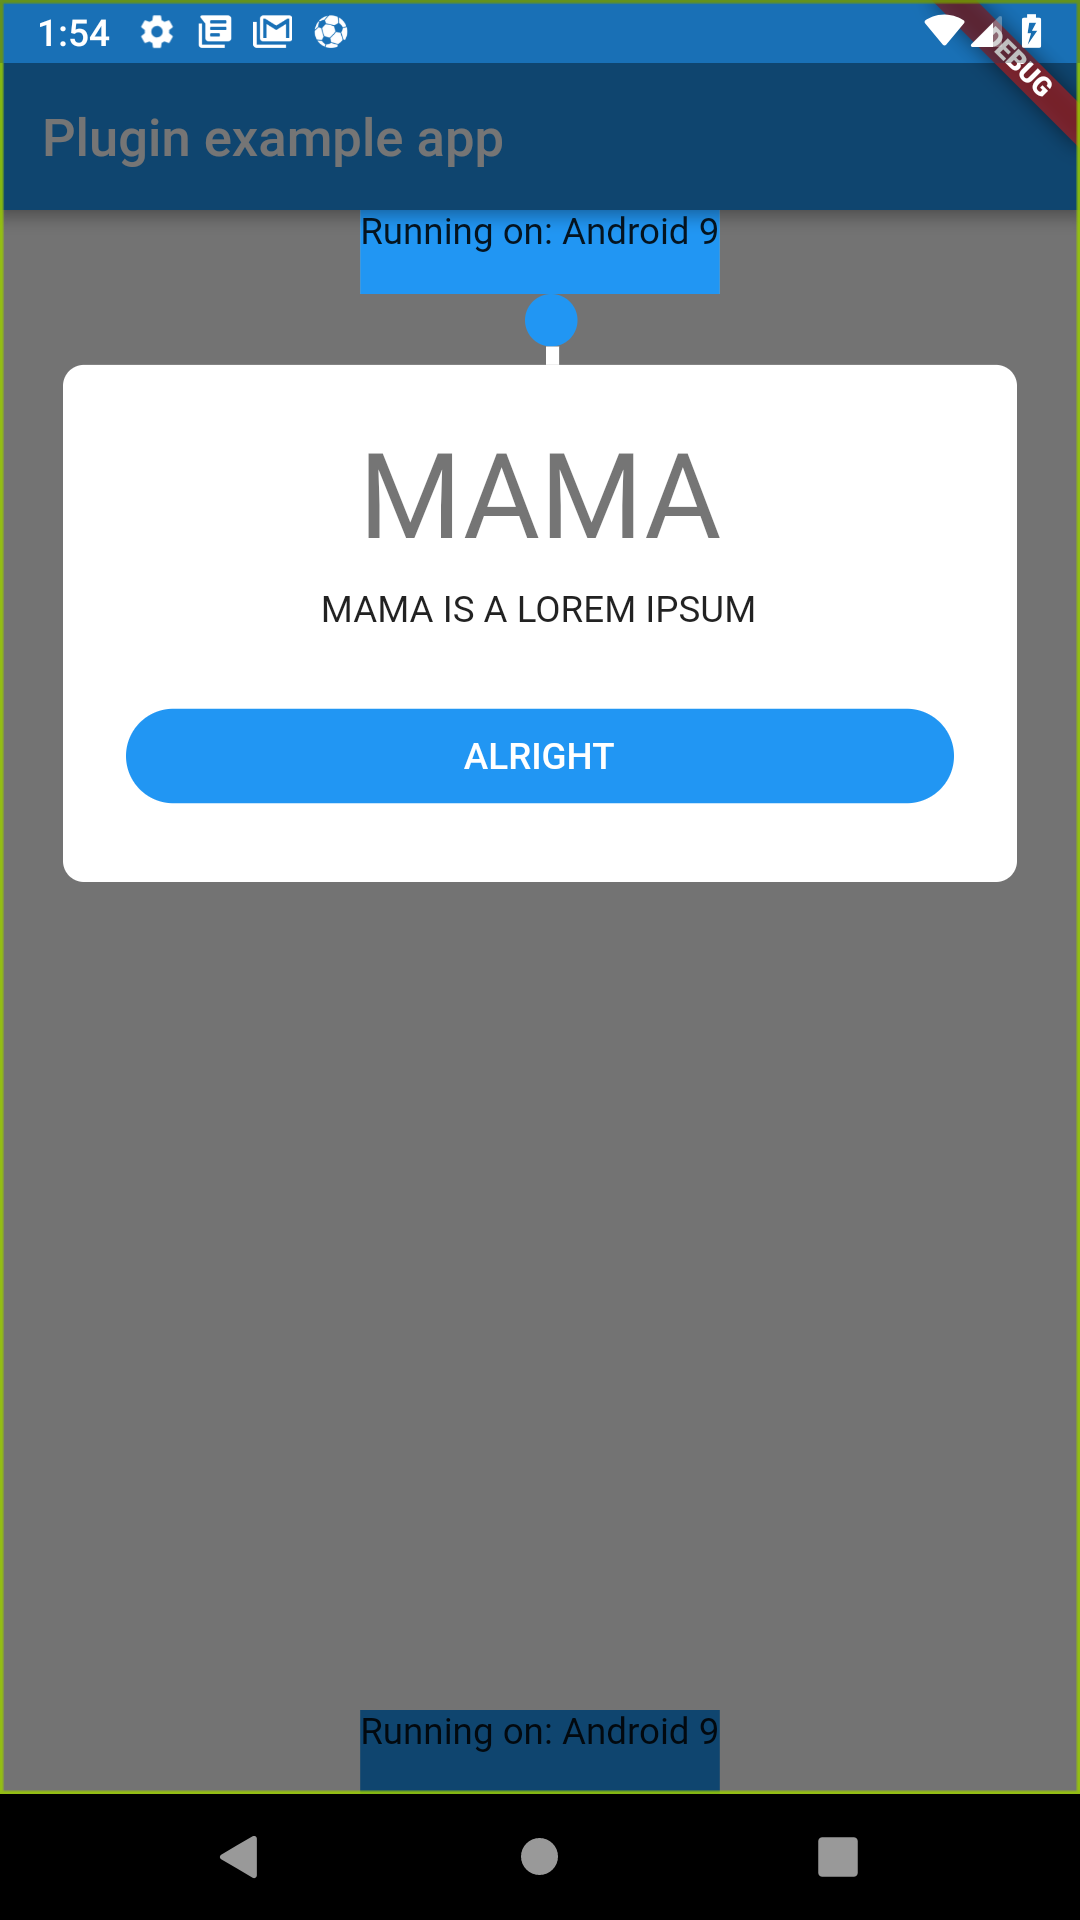 1:54
DEBUG
Plugin example app
Running on: Android 9
MAMA
MAMA IS A LOREM IPSUM
ALRIGHT
Running on: Android 9